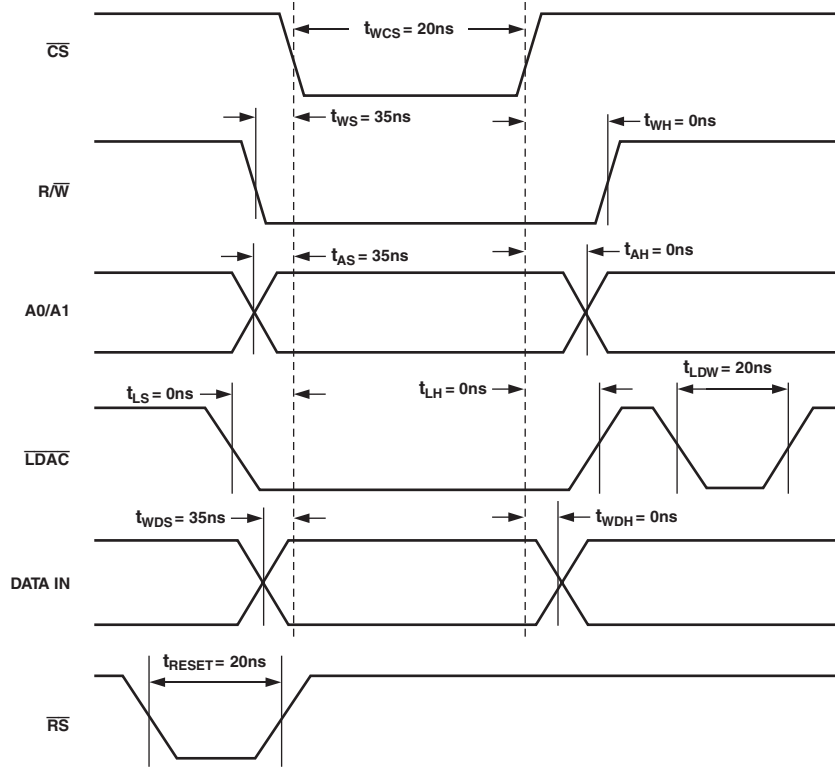 CS
tWCS = 20ns
tWS = 35ns
tWH = 0ns
R/W
tAS = 35ns
tAH = 0ns
A0/A1
tLS = 0ns
tLH = 0ns
tLDW = 20ns
LDAC
tWDS = 35ns
tWDH = 0ns
DATA IN
tRESET = 20ns
RS